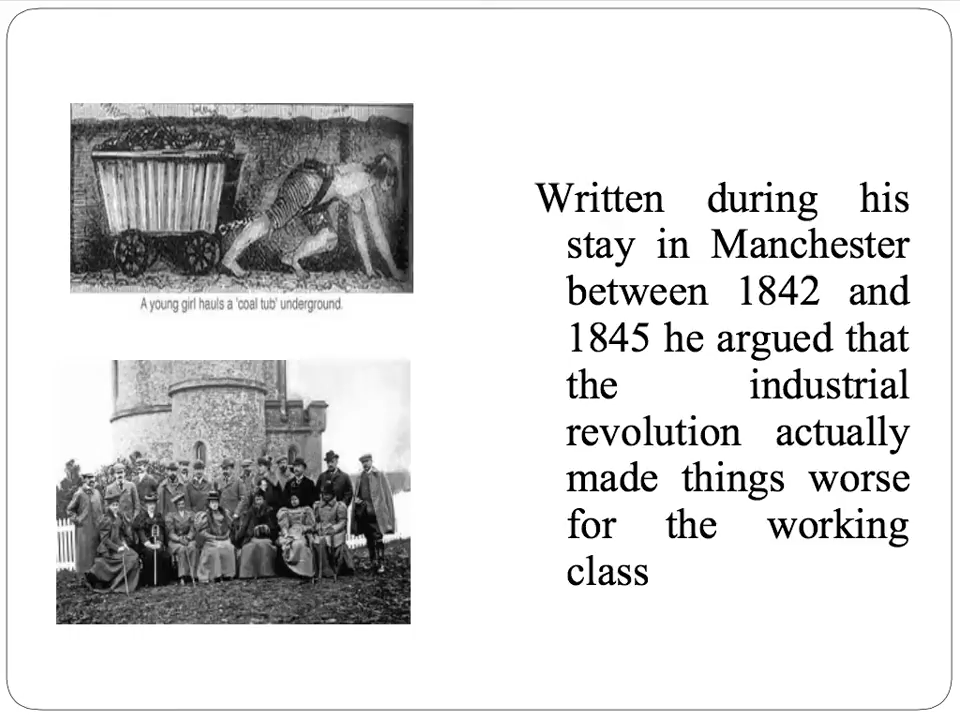 A young girl hauls a 'coal tub' underground.
Written during his
stay in Manchester
between 1842 and
1845 he argued that
the industrial
revolution actually
made things worse
for the working
class